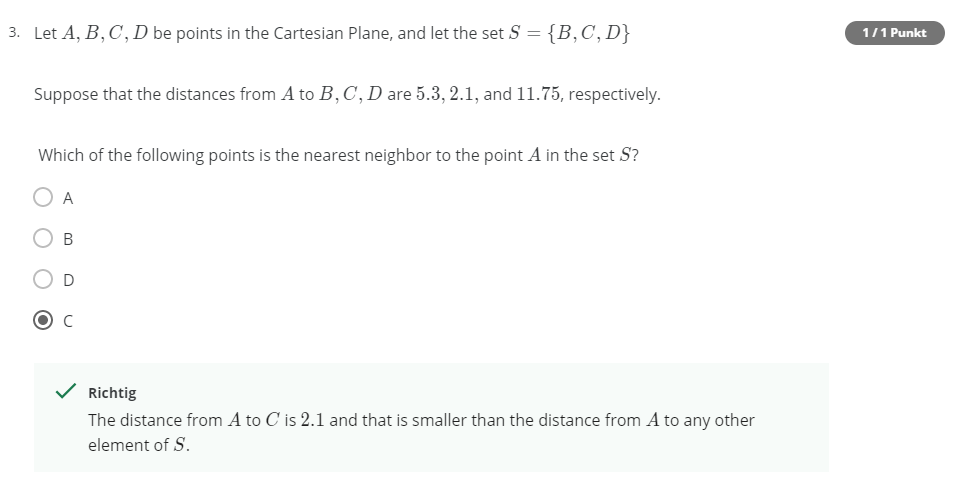 3. Let A, B, C, D be points in the Cartesian Plane, and let the set S = {B, C, D}
1 / 1 Punkt
Suppose that the distances from A to B, C, D are 5.3, 2.1, and 11.75, respectively.
Which of the following points is the nearest neighbor to the point A in the set S?
A
B
D
C
Richtig
The distance from A to C is 2.1 and that is smaller than the distance from A to any other
element of S.